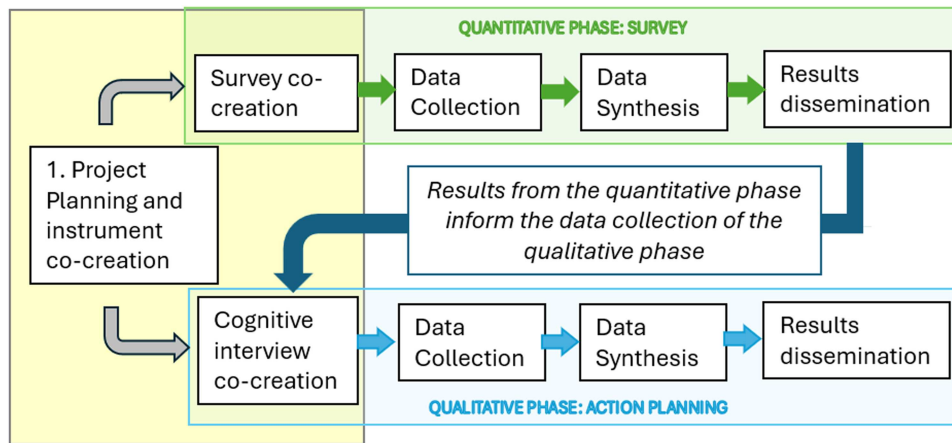 QUANTITATIVE PHASE: SURVEY
Survey co-
creation
Data
Collection
Data
Synthesis
Results
dissemination
1. Project
Planning and
instrument
co-creation
Results from the quantitative phase
inform the data collection of the
qualitative phase
Cognitive
interview
co-creation
Data
Collection
Data
Synthesis
Results
dissemination
QUALITATIVE PHASE: ACTION PLANNING